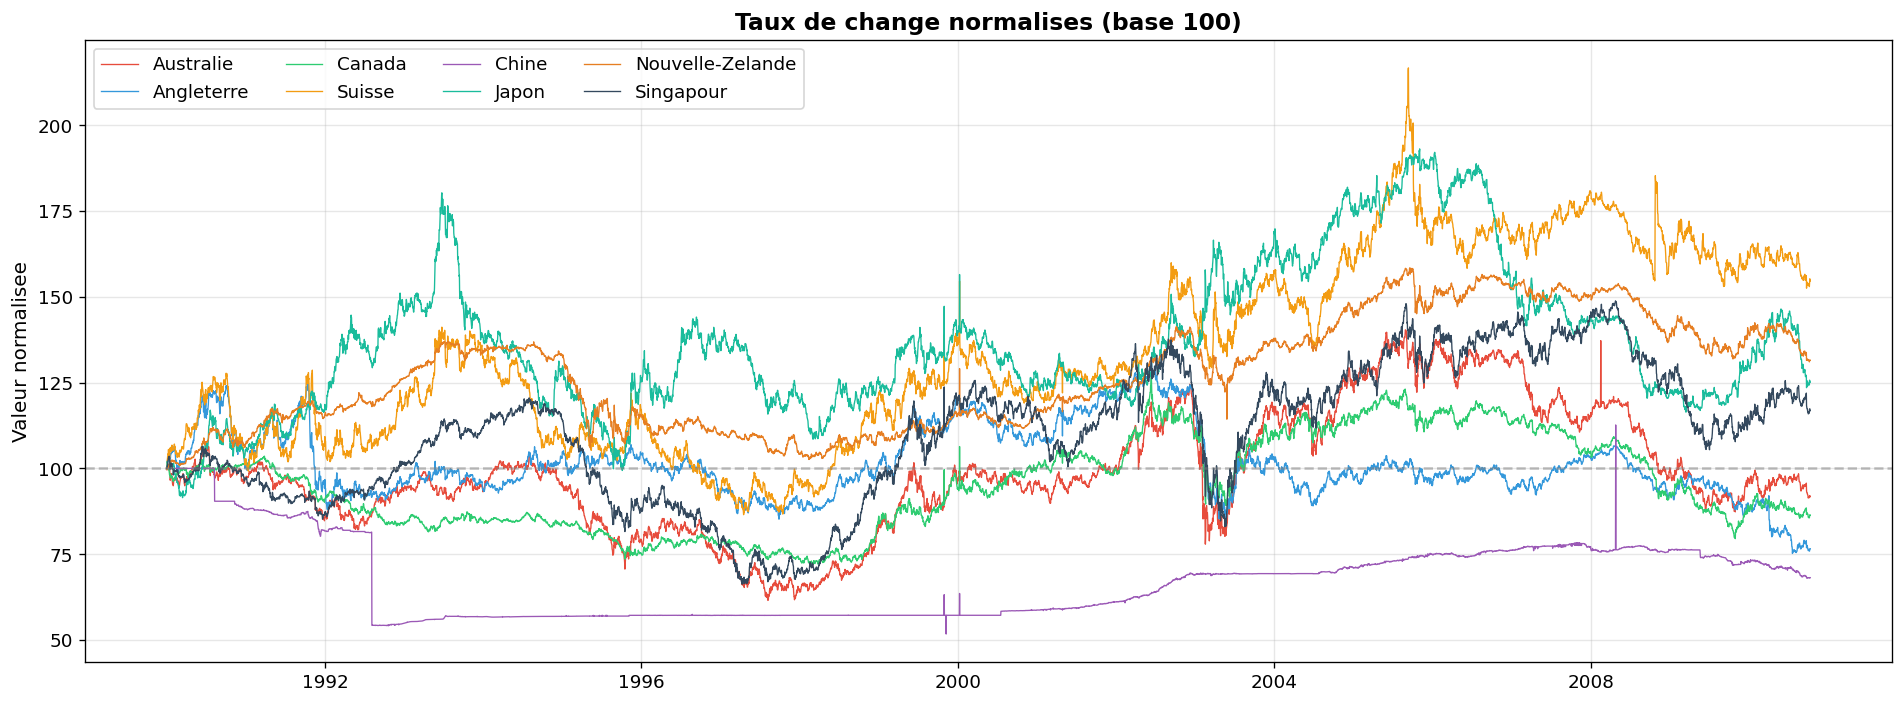 Taux de change normalises (base 100)
Australie
Angleterre
Canada
Suisse
Chine
Japon
Nouvelle-Zelande
Singapour
Valeur normalisee
200
175
150
125
100
75
50
1992
1996
2000
2004
2008